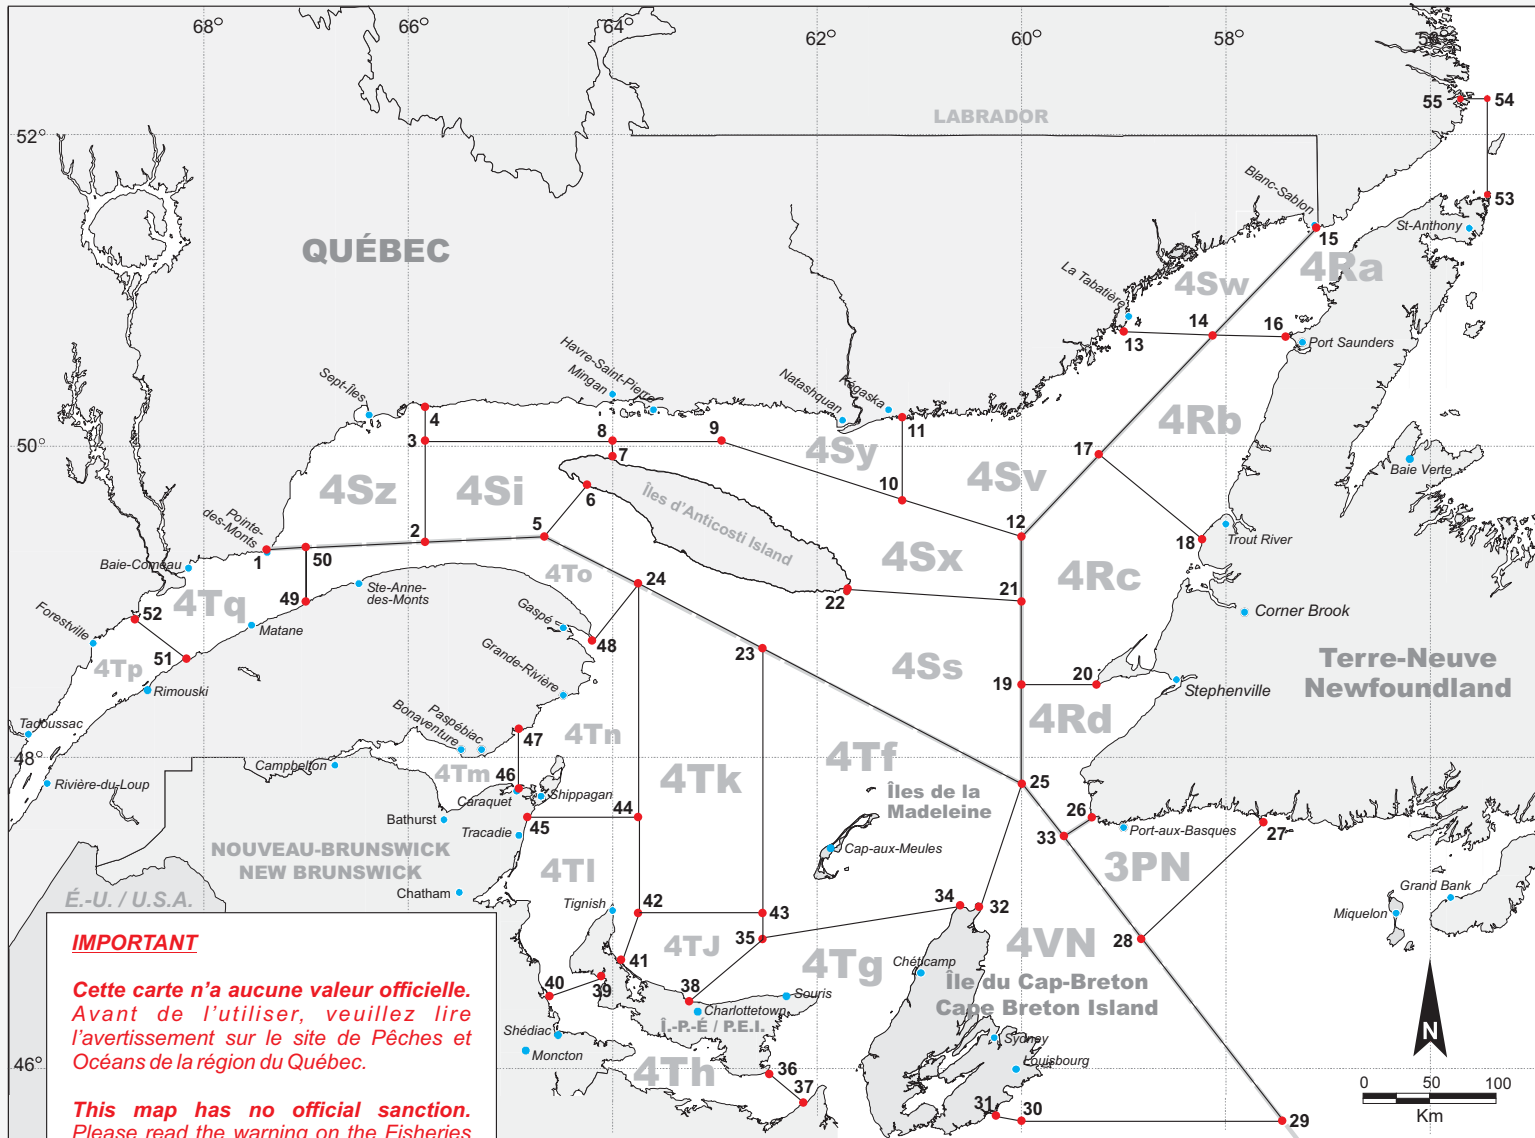 68° 66° 64° 62° 60° 58° 56°
55 54
52°
LABRADOR
Blanc-Sablon
53
St-Anthony
QUÉBEC
15
4Ra
La Tabatière
4Sw
4
13 14 16
Port Saunders
Havre-Saint-Pierre
Mingan
Sept-Îles
Natashquan
Kégaska
4
3 8 9 11
50°
7
4Sy
4Rb
17
Baie Verte
4Sz 4Si
6
Îles d'Anticosti Island
10
4Sv
Pointe-
des-Monts
1 50 2 5
12
18
Trout River
Baie-Comeau
4To
24
4Sx
4Rc
4Tq
49
Ste-Anne-
des-Monts
22
21
Corner Brook
52
Forestville
Matane
Gaspé
48
51
4Tp
23
4Ss
Terre-Neuve
Newfoundland
Rimouski
Grande-Rivière
19 20
Stephenville
4Rd
Tadoussac
Paspébiac
Bonaventure
47
4Tn
48°
Campbelton
4Tm
46
4Tk
4Tf
25
Rivière-du-Loup
Caraquet
Shippagan
Îles de la
Madeleine
Bathurst
45 44
26
33
Port-aux-Basques
27
Tracadie
NOUVEAU-BRUNSWICK
NEW BRUNSWICK
4Tl
Cap-aux-Meules
3PN
Chatham
É.-U. / U.S.A.
Tignish
42 43
34 32
Grand Bank
Miquelon
IMPORTANT
35
28
4TJ
4VN
41
4Tg
Chéticamp
Cette carte n'a aucune valeur officielle.
Avant de l'utiliser, veuillez lire
l'avertissement sur le site de Pêches et
Océans de la région du Québec.
40 39
38
Souris
Île du Cap-Breton
Cape Breton Island
Charlottetown
Î.-P.-É / P.E.I.
Shédiac
Moncton
Sydney
Louisbourg
N
46°
4Th
36
37
31 30
29
0 50 100
Km
This map has no official sanction.
Please read the warning on the Fisheries